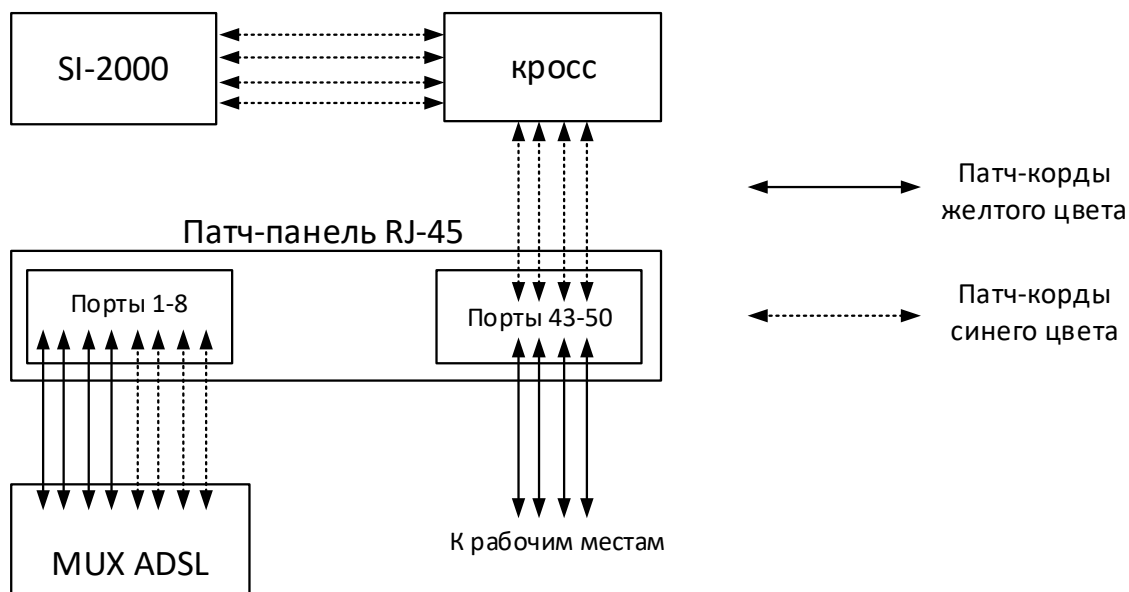 SI-2000
кросс
Патч-корды
желтого цвета
Патч-панель RJ-45
Порты 1-8
Порты 43-50
Патч-корды
синего цвета
К рабочим местам
MUX ADSL